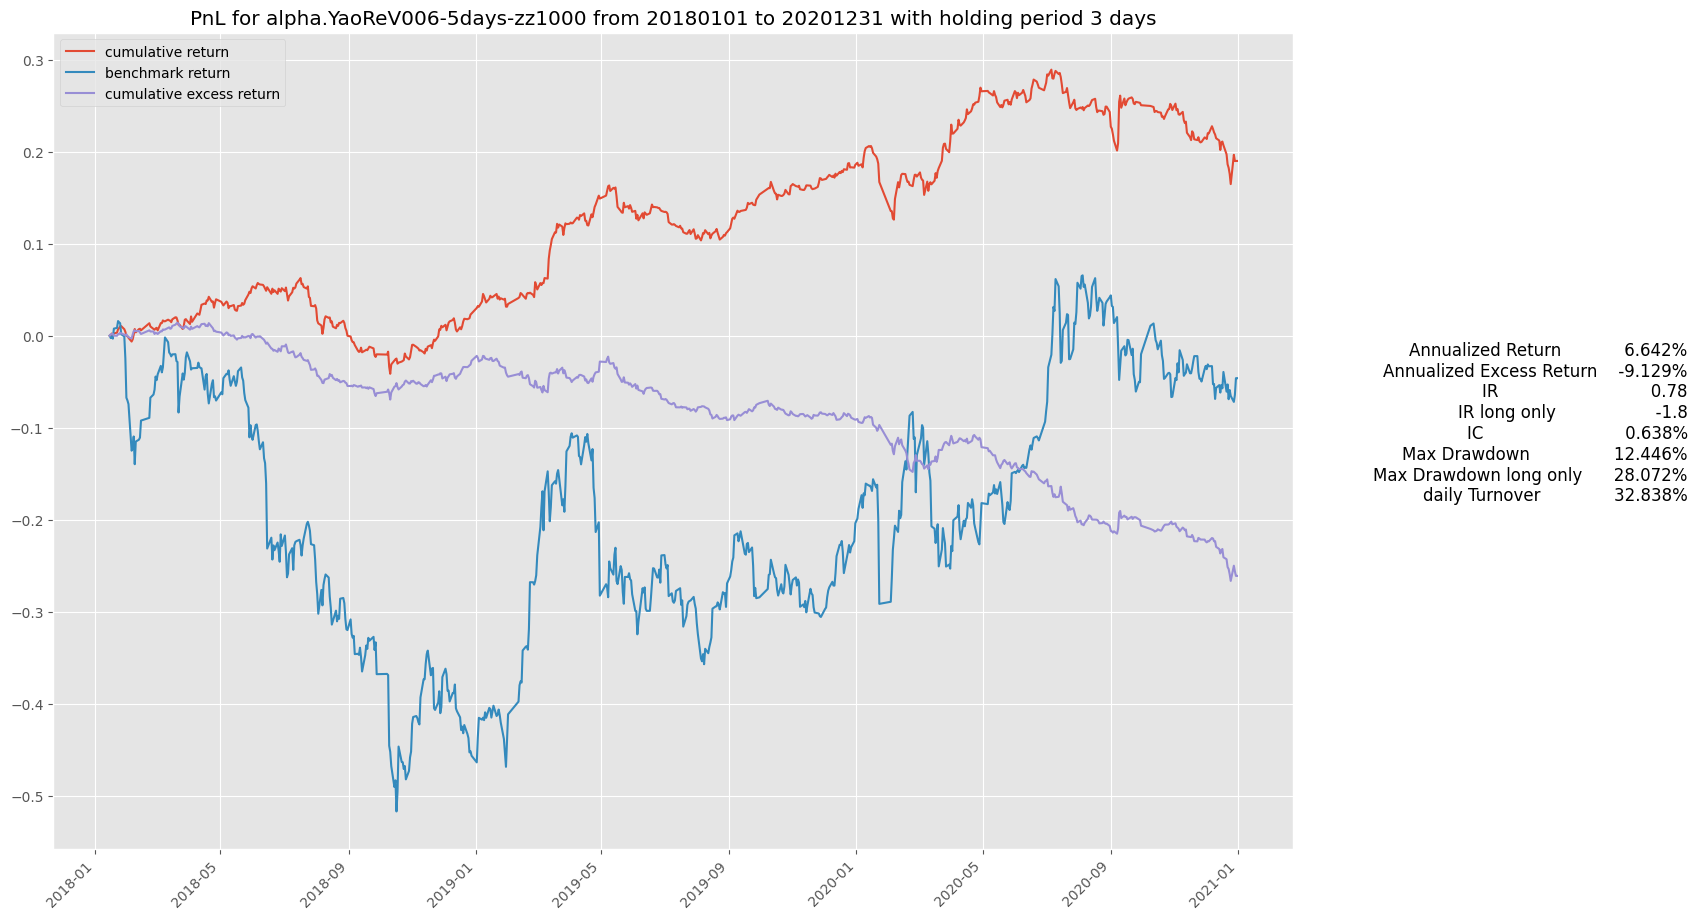 PnL for alpha.YaoReV006-5days-zz1000 from 20180101 to 20201231 with holding period 3 days
cumulative return
benchmark return
cumulative excess return
0.3
0.2
0.1
0.0
−0.1
−0.2
−0.3
−0.4
−0.5
2018-01
2018-05
2018-09
2019-01
2019-05
2019-09
2020-01
2020-05
2020-09
2021-01
Annualized Return 6.642%
Annualized Excess Return -9.129%
IR 0.78
IR long only -1.8
IC 0.638%
Max Drawdown 12.446%
Max Drawdown long only 28.072%
daily Turnover 32.838%